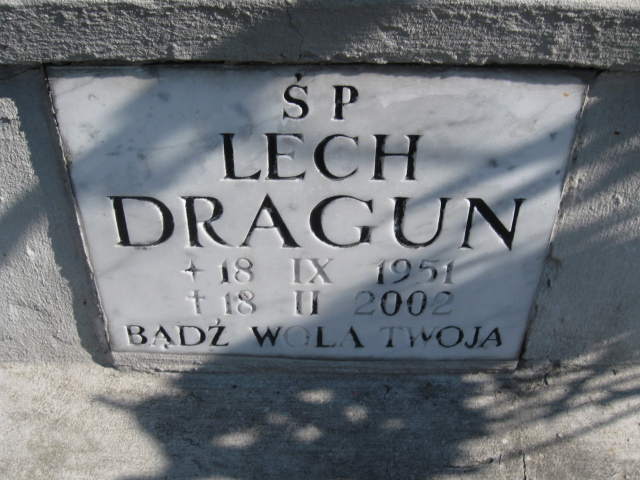 ŚP
LECH
DRAGUN
+ 18 IX 1951
† 18 II 2002
BĄDŹ WOLA TWOJA